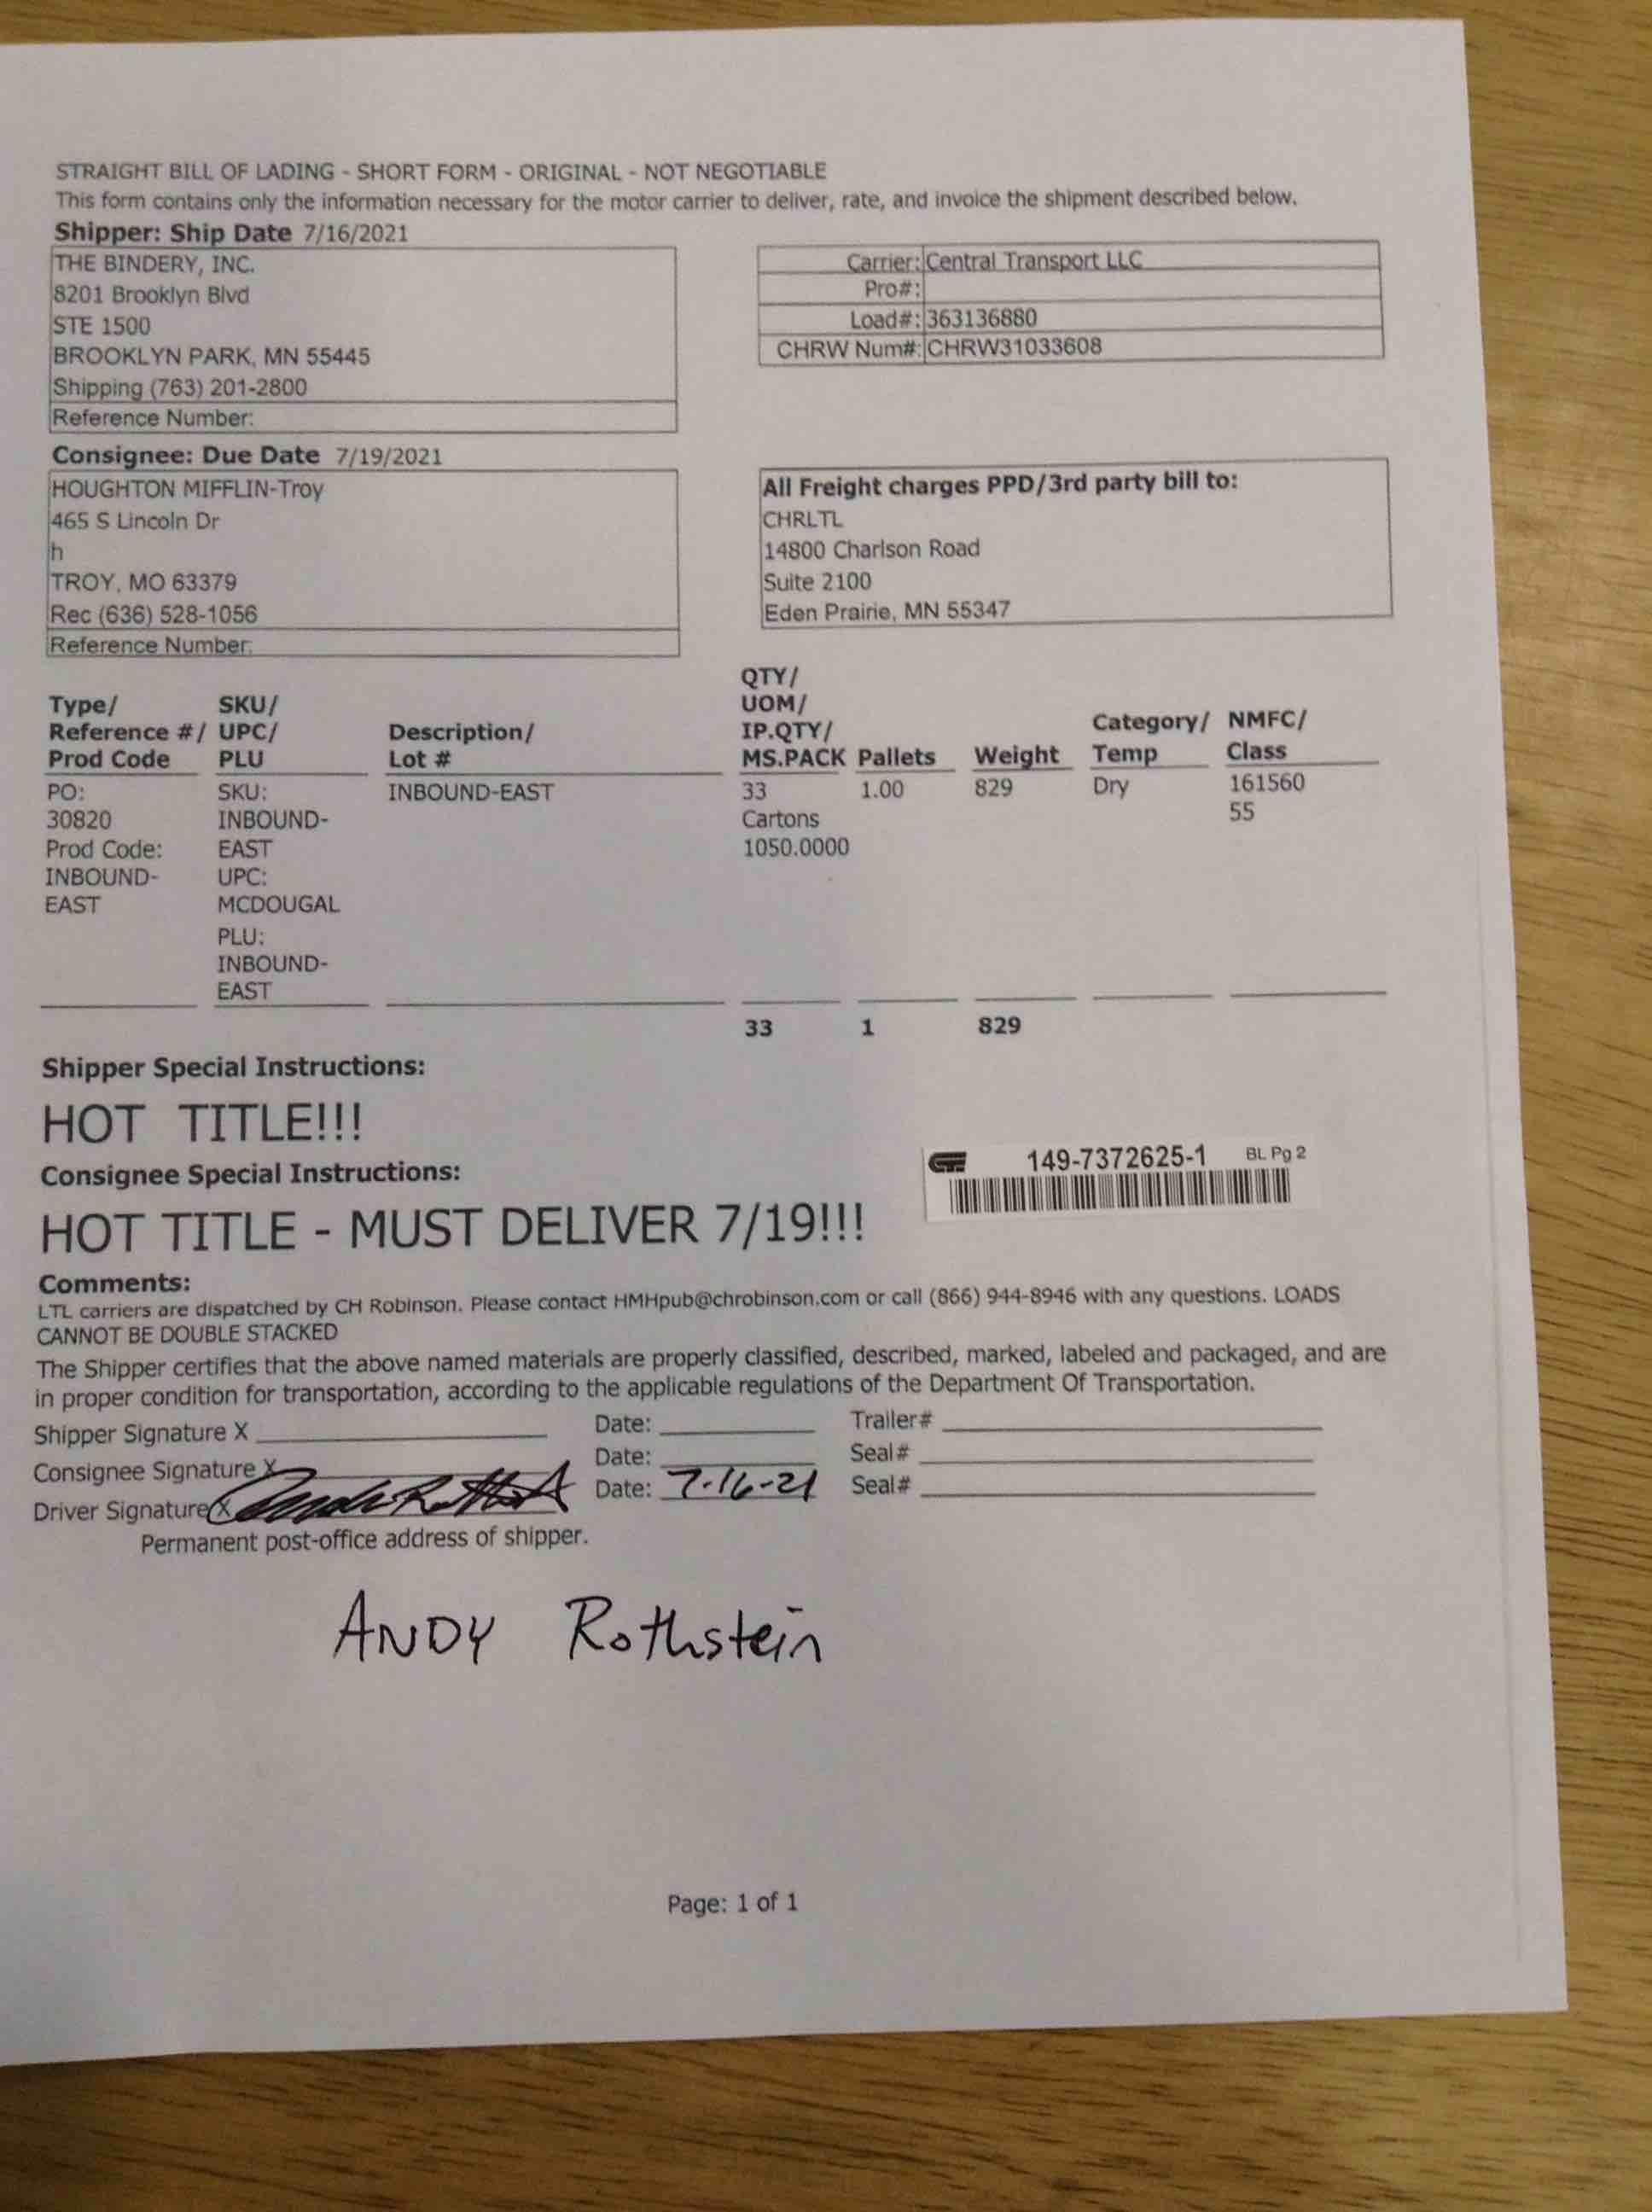 STRAIGHT BILL OF LADING - SHORT FORM - ORIGINAL - NOT NEGOTIABLE
This form contains only the information necessary for the motor carrier to deliver, rate, and invoice the shipment described below.
Shipper: Ship Date 7/16/2021
THE BINDERY, INC.
8201 Brooklyn Blvd
STE 1500
BROOKLYN PARK, MN 55445
Shipping (763) 201-2800
Reference Number:
Carrier: Central Transport LLC
Pro#:
Load#: 363136880
CHRW Num#: CHRW31033608
Consignee: Due Date 7/19/2021
HOUGHTON MIFFLIN-Troy
465 S Lincoln Dr
h
TROY, MO 63379
Rec (636) 528-1056
Reference Number:
All Freight charges PPD/3rd party bill to:
CHRLTL
14800 Charlson Road
Suite 2100
Eden Prairie, MN 55347
Type/
Reference #/
Prod Code
SKU/
UPC/
PLU
Description/
Lot #
QTY/
UOM/
IP.QTY/
MS.PACK
Pallets
Weight
Category/
Temp
NMFC/
Class
PO:
30820
Prod Code:
INBOUND-
EAST
SKU:
INBOUND-
EAST
UPC:
MCDOUGAL
PLU:
INBOUND-
EAST
INBOUND-EAST
33
Cartons
1050.0000
1.00
829
Dry
161560
55
33 1 829
Shipper Special Instructions:
HOT TITLE!!!
Consignee Special Instructions:
HOT TITLE - MUST DELIVER 7/19!!!
149-7372625-1 BL Pg 2
Comments:
LTL carriers are dispatched by CH Robinson. Please contact HMHpub@chrobinson.com or call (866) 944-8946 with any questions. LOADS
CANNOT BE DOUBLE STACKED
The Shipper certifies that the above named materials are properly classified, described, marked, labeled and packaged, and are
in proper condition for transportation, according to the applicable regulations of the Department Of Transportation.
Shipper Signature X Date: Trailer#
Consignee Signature X Date: Seal#
Driver Signature X Date: 7-16-21 Seal#
Permanent post-office address of shipper.
ANDY Rothstein
Page: 1 of 1